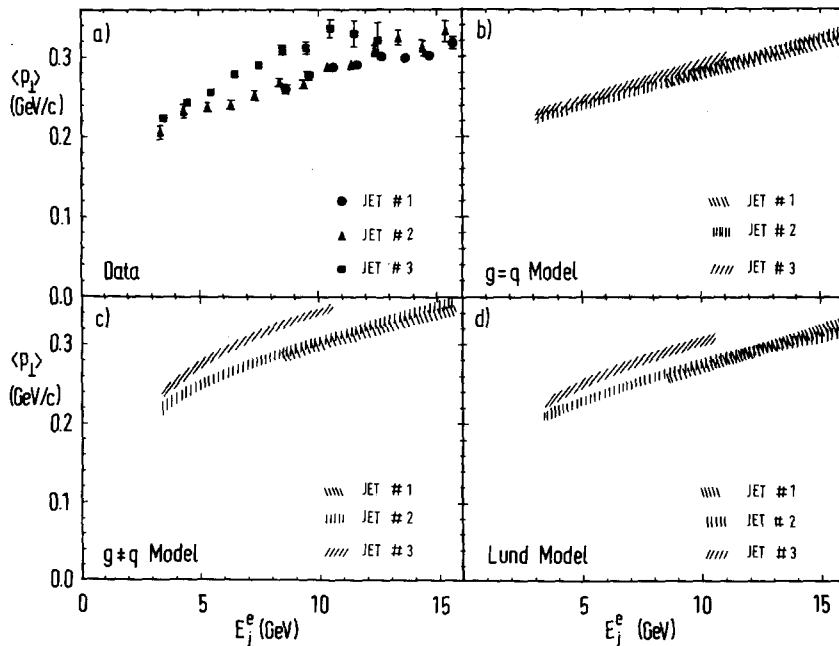 a)
0.3
⟨p⊥⟩
(GeV/c)
0.2
0.1
0.0
JET # 1
JET # 2
JET # 3
Data
b)
JET # 1
JET # 2
JET # 3
g=q Model
c)
0.3
⟨p⊥⟩
(GeV/c)
0.2
0.1
0.0
JET # 1
JET # 2
JET # 3
g≠q Model
d)
JET # 1
JET # 2
JET # 3
Lund Model
0 5 10 15 5 10 15
E_j^e (GeV) E_j^e (GeV)